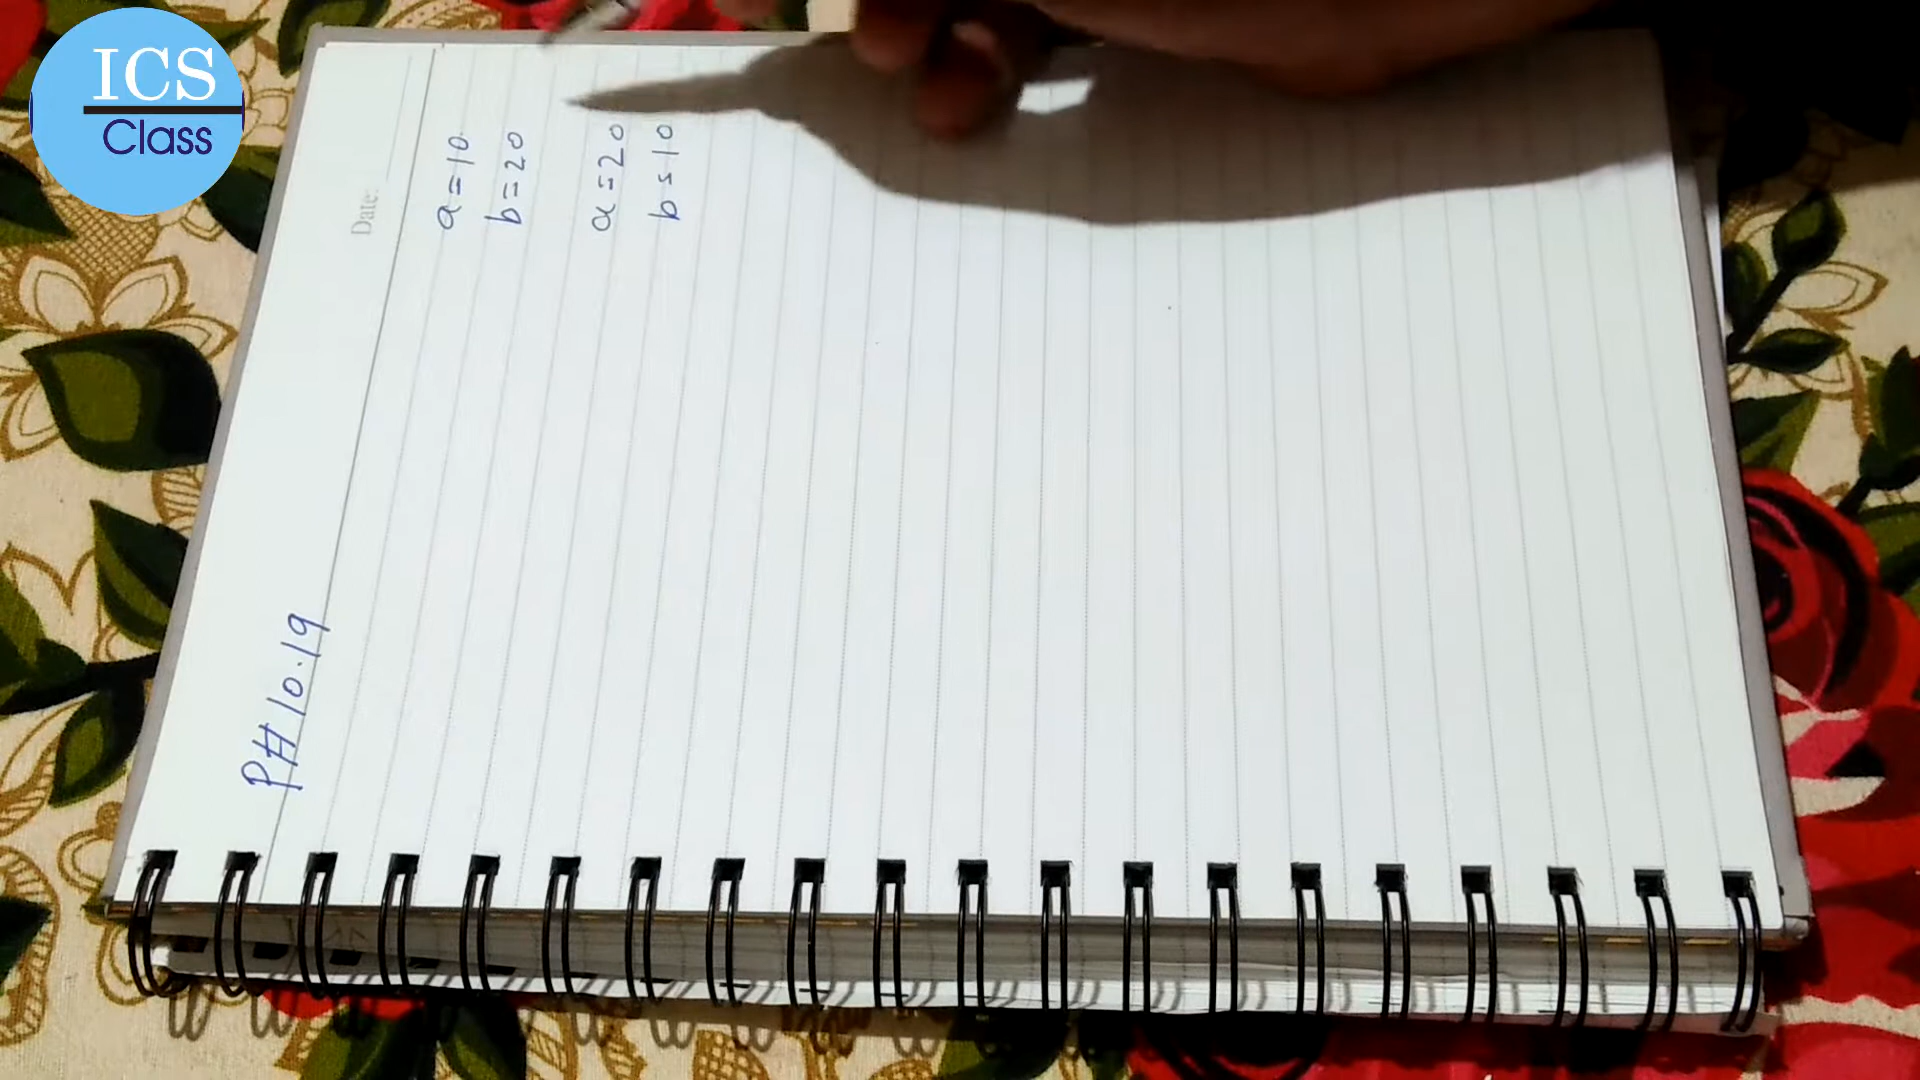 ICS
Class
Date:
PH 10.19
a = 10
b = 20
a = 20
b = 10